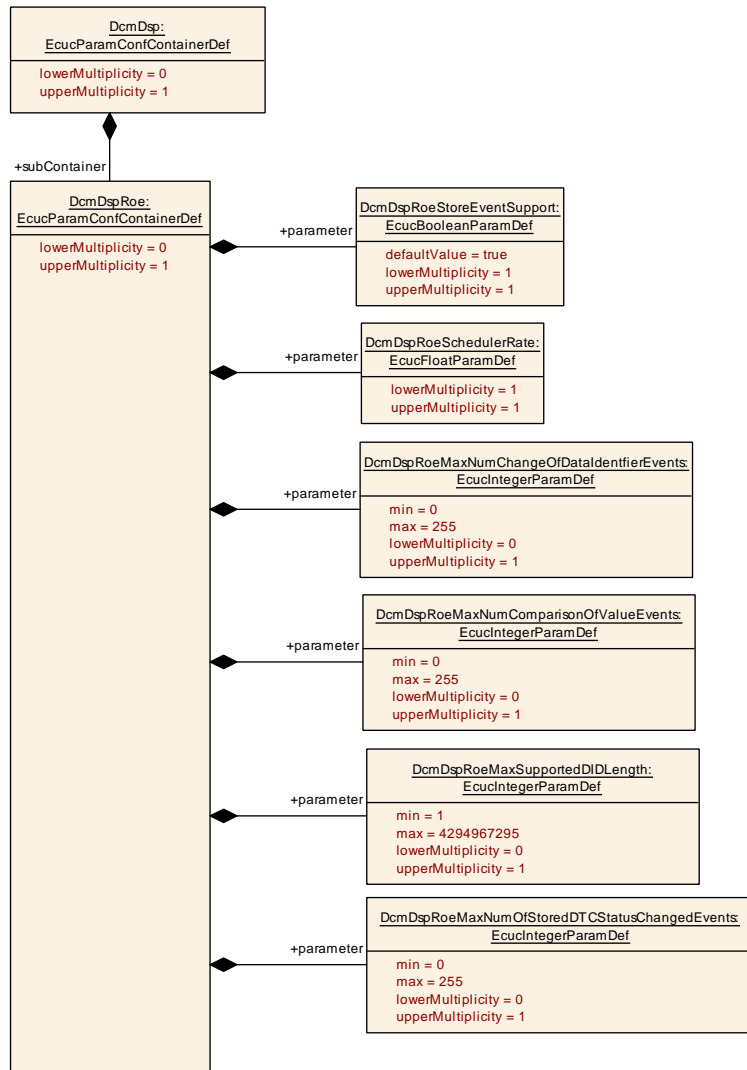 DcmDsp:
EcucParamConfContainerDef
lowerMultiplicity = 0
upperMultiplicity = 1
+subContainer
DcmDspRoe:
EcucParamConfContainerDef
lowerMultiplicity = 0
upperMultiplicity = 1
+parameter
DcmDspRoeStoreEventSupport:
EcucBooleanParamDef
defaultValue = true
lowerMultiplicity = 1
upperMultiplicity = 1
+parameter
DcmDspRoeSchedulerRate:
EcucFloatParamDef
lowerMultiplicity = 1
upperMultiplicity = 1
+parameter
DcmDspRoeMaxNumChangeOfDataIdentfierEvents:
EcucIntegerParamDef
min = 0
max = 255
lowerMultiplicity = 0
upperMultiplicity = 1
+parameter
DcmDspRoeMaxNumComparisonOfValueEvents:
EcucIntegerParamDef
min = 0
max = 255
lowerMultiplicity = 0
upperMultiplicity = 1
+parameter
DcmDspRoeMaxSupportedDIDLength:
EcucIntegerParamDef
min = 1
max = 4294967295
lowerMultiplicity = 0
upperMultiplicity = 1
+parameter
DcmDspRoeMaxNumOfStoredDTCStatusChangedEvents:
EcucIntegerParamDef
min = 0
max = 255
lowerMultiplicity = 0
upperMultiplicity = 1